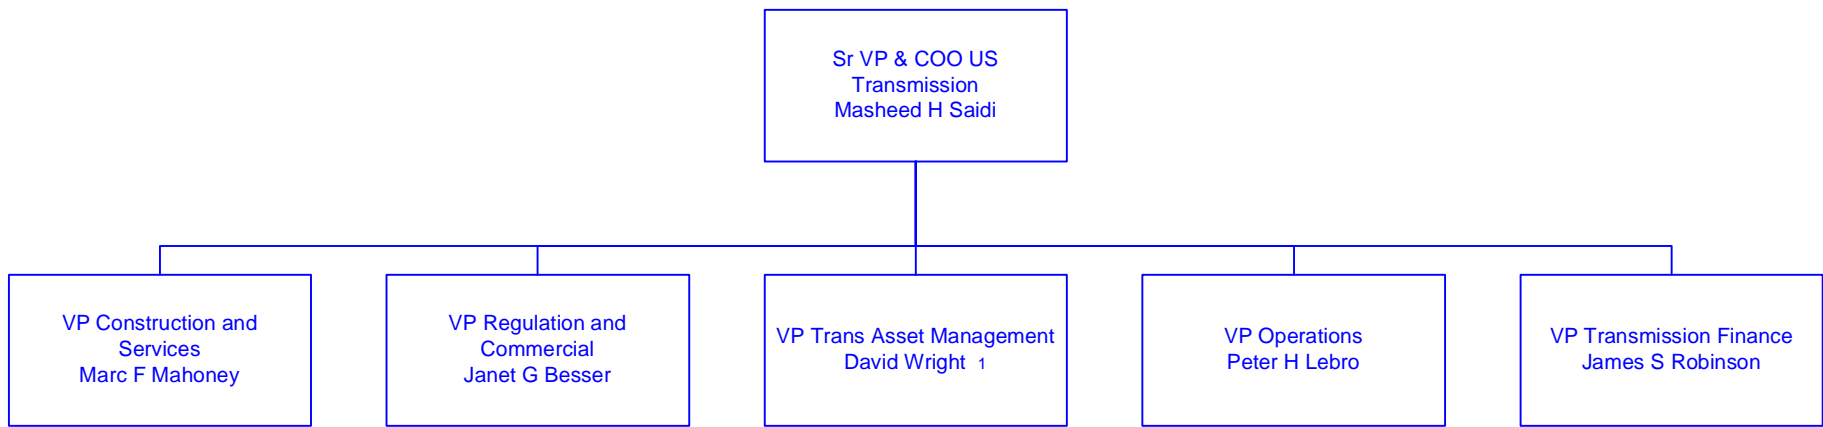 Sr VP & COO US
Transmission
Masheed H Saidi
VP Construction and
Services
Marc F Mahoney
VP Regulation and
Commercial
Janet G Besser
VP Trans Asset Management
David Wright 1
VP Operations
Peter H Lebro
VP Transmission Finance
James S Robinson